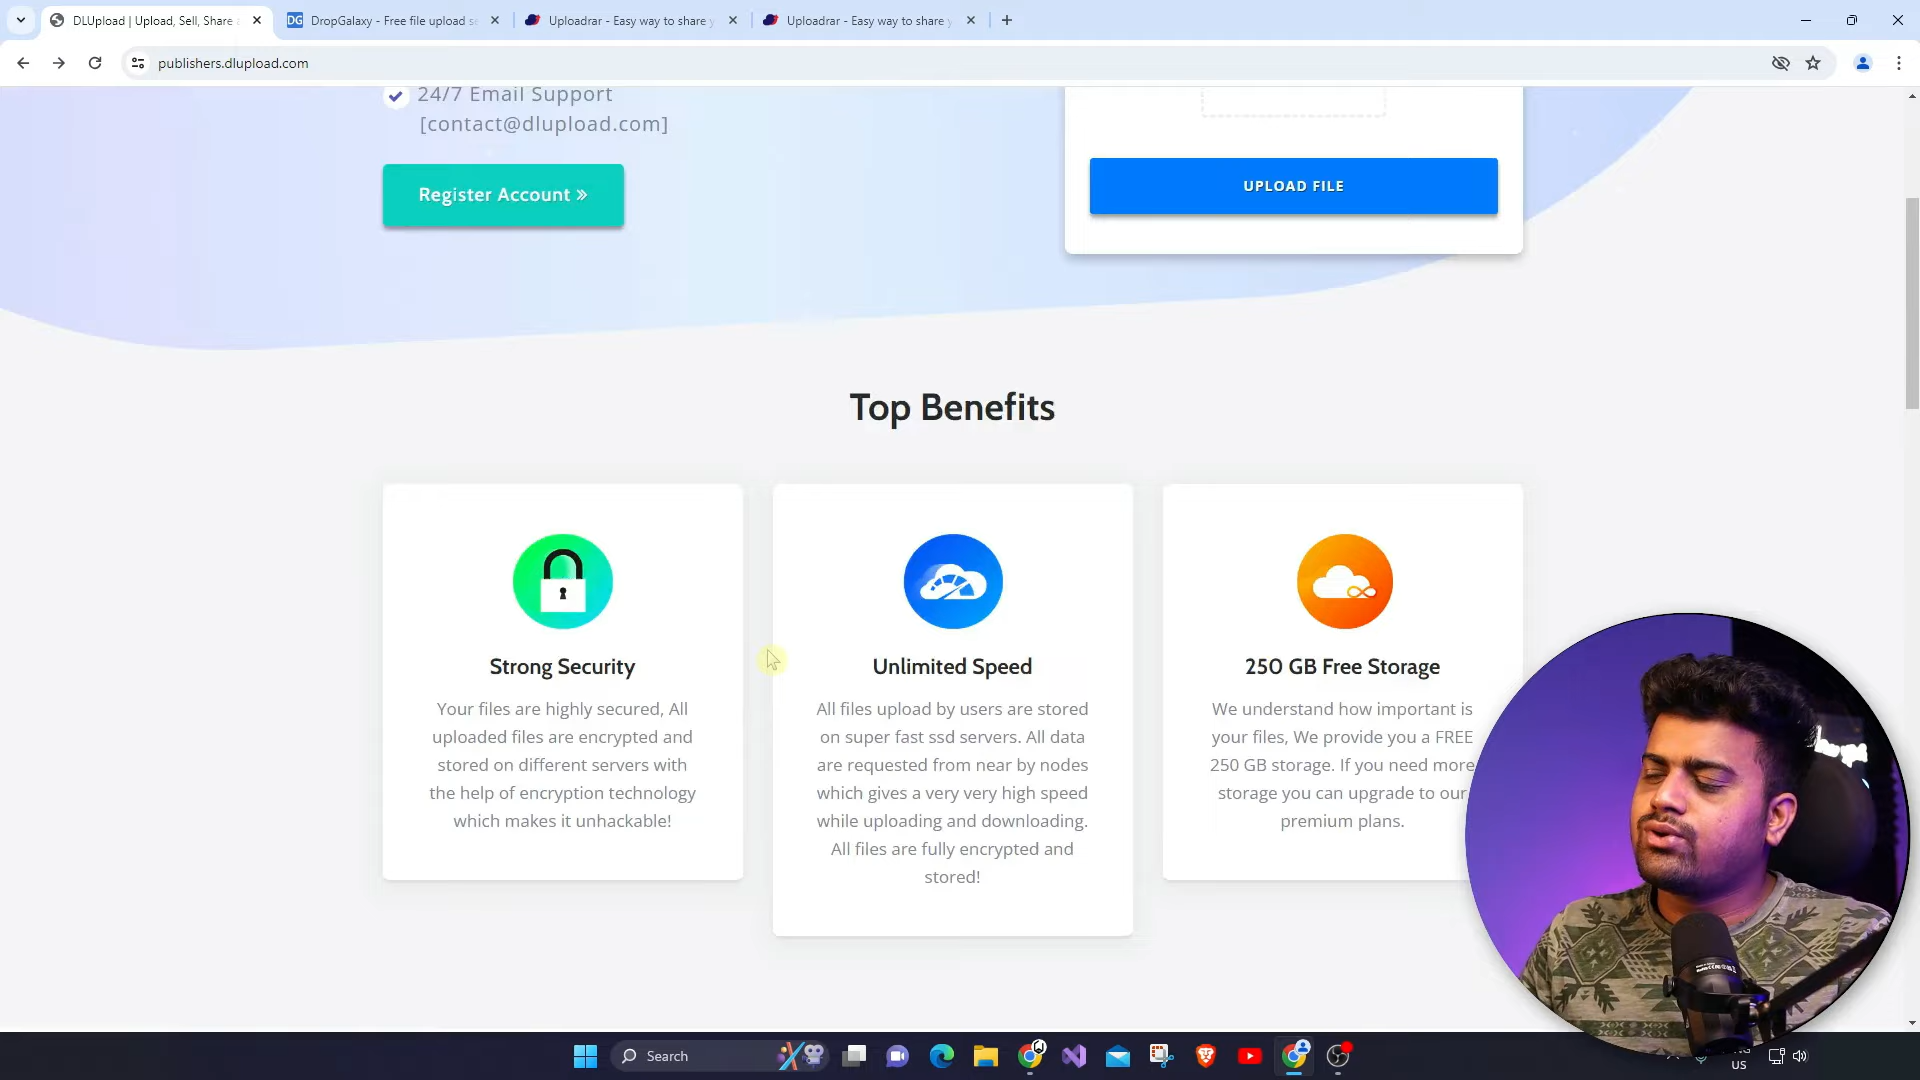 DLUpload | Upload, Sell, Share
DropGalaxy - Free file upload se
Uploadrar - Easy way to share y
Uploadrar - Easy way to share y
publishers.dlupload.com
24/7 Email Support
[contact@dlupload.com]
Register Account »
UPLOAD FILE
Top Benefits
Strong Security
Your files are highly secured, All
uploaded files are encrypted and
stored on different servers with
the help of encryption technology
which makes it unhackable!
Unlimited Speed
All files upload by users are stored
on super fast ssd servers. All data
are requested from near by nodes
which gives a very very high speed
while uploading and downloading.
All files are fully encrypted and
stored!
250 GB Free Storage
We understand how important is
your files, We provide you a FREE
250 GB storage. If you need more
storage you can upgrade to our
premium plans.
Search
US